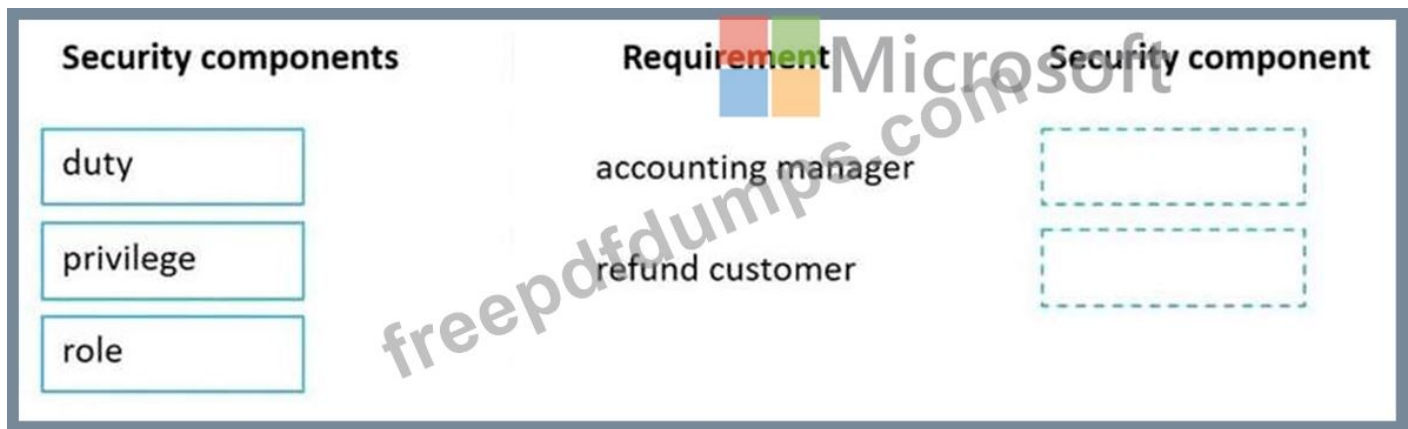 Security components
Requirement
Security component
Microsoft
duty
accounting manager
privilege
refund customer
role
freepdfdumps.com